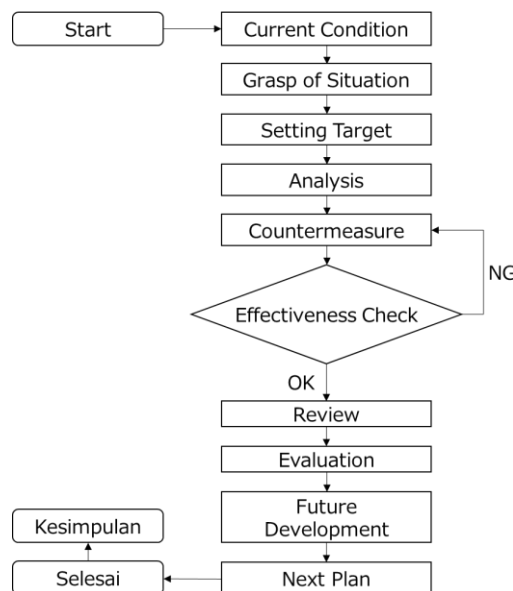 Start
Current Condition
Grasp of Situation
Setting Target
Analysis
Countermeasure
NG
Effectiveness Check
OK
Review
Evaluation
Future
Development
Kesimpulan
Selesai
Next Plan